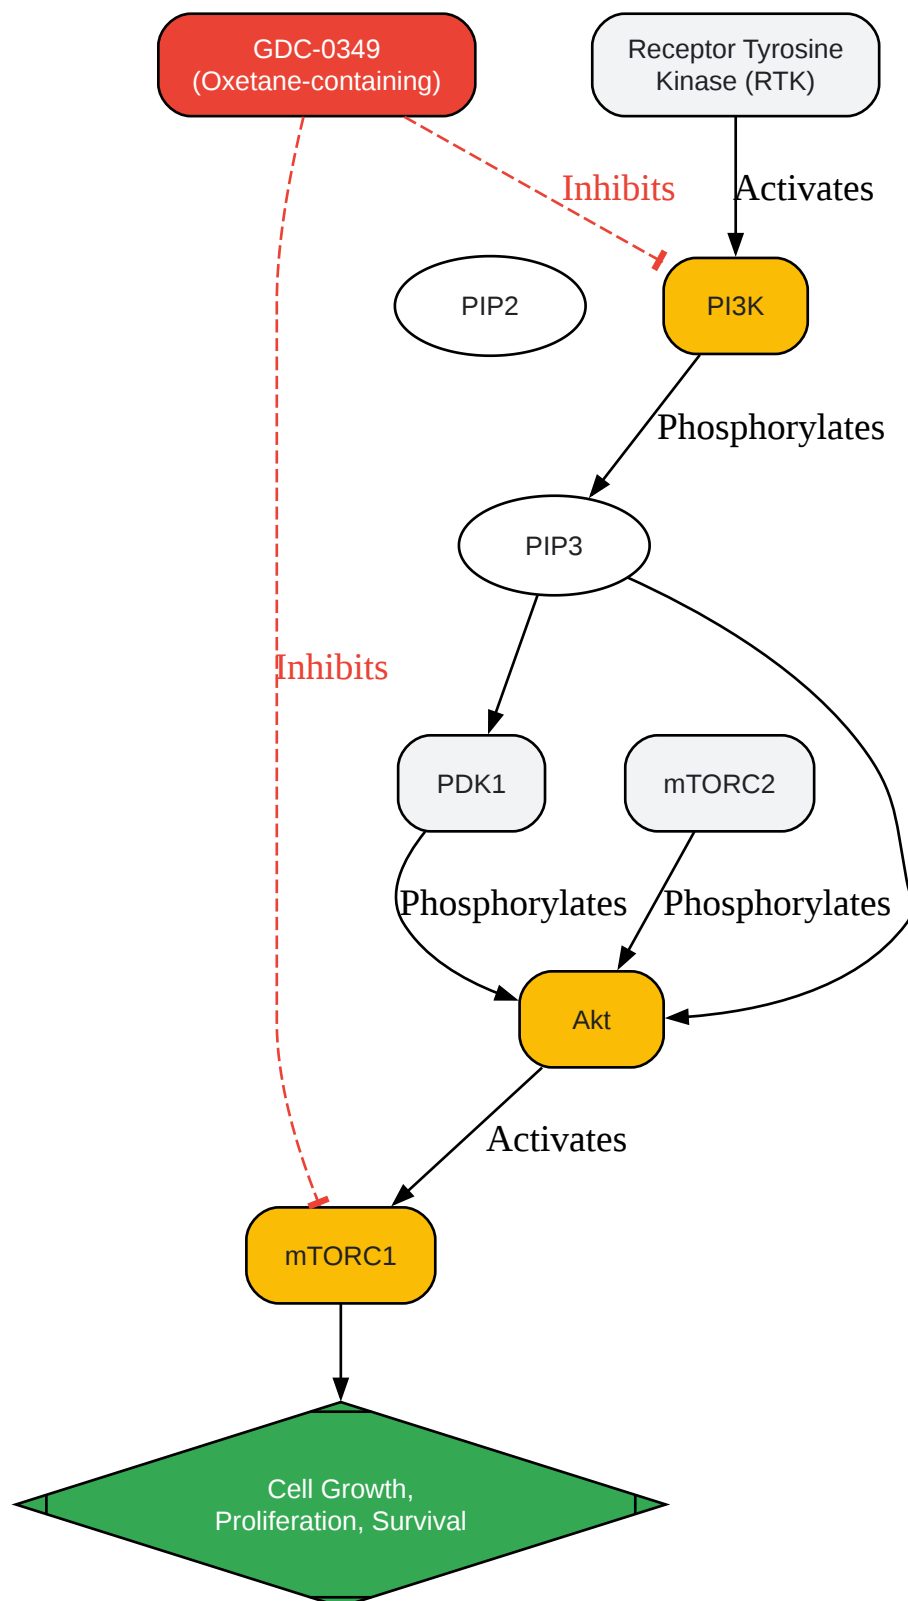 GDC-0349
(Oxetane-containing)
Receptor Tyrosine
Kinase (RTK)
Inhibits
Activates
PIP2
PI3K
Phosphorylates
PIP3
Inhibits
PDK1
mTORC2
Phosphorylates
Phosphorylates
Akt
Activates
mTORC1
Cell Growth,
Proliferation, Survival